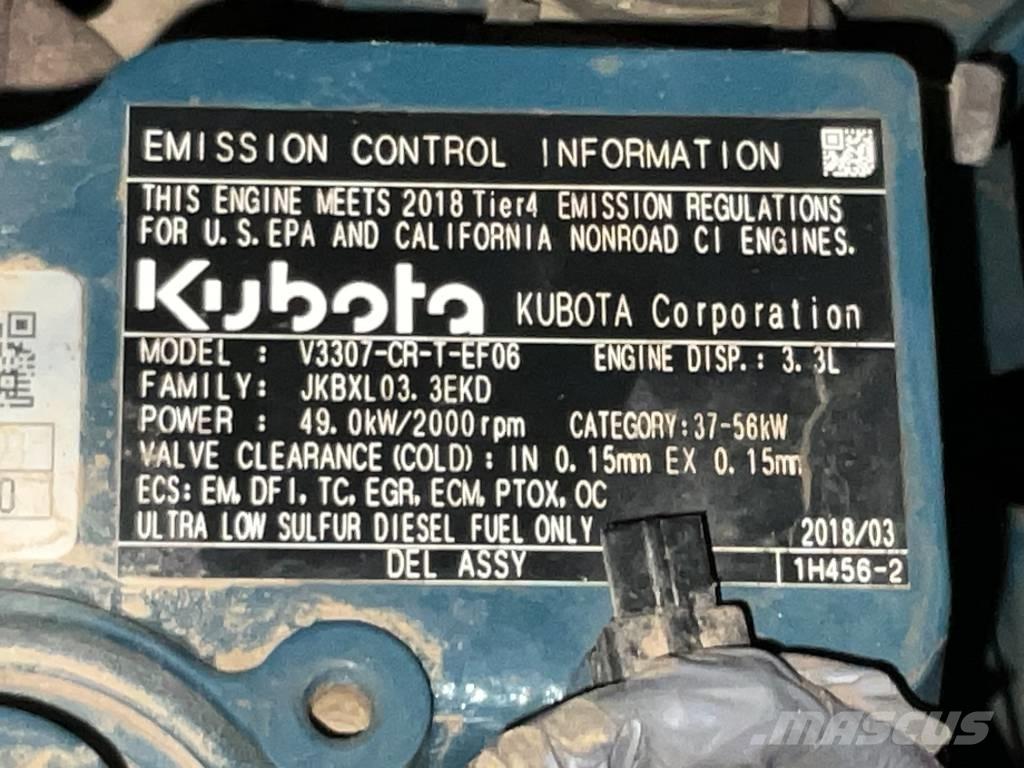 EMISSION CONTROL INFORMATION
THIS ENGINE MEETS 2018 Tier4 EMISSION REGULATIONS
FOR U.S.EPA AND CALIFORNIA NONROAD CI ENGINES.
Kubota KUBOTA Corporation
MODEL : V3307-CR-T-EF06 ENGINE DISP.: 3.3L
FAMILY: JKBXL03.3EKD
POWER : 49.0kW/2000rpm CATEGORY:37-56kW
VALVE CLEARANCE(COLD): IN 0.15mm EX 0.15mm
ECS:EM,DFI,TC,EGR,ECM,PTOX,OC
ULTRA LOW SULFUR DIESEL FUEL ONLY 2018/03
DEL ASSY 1H456-2
0
MASCUS